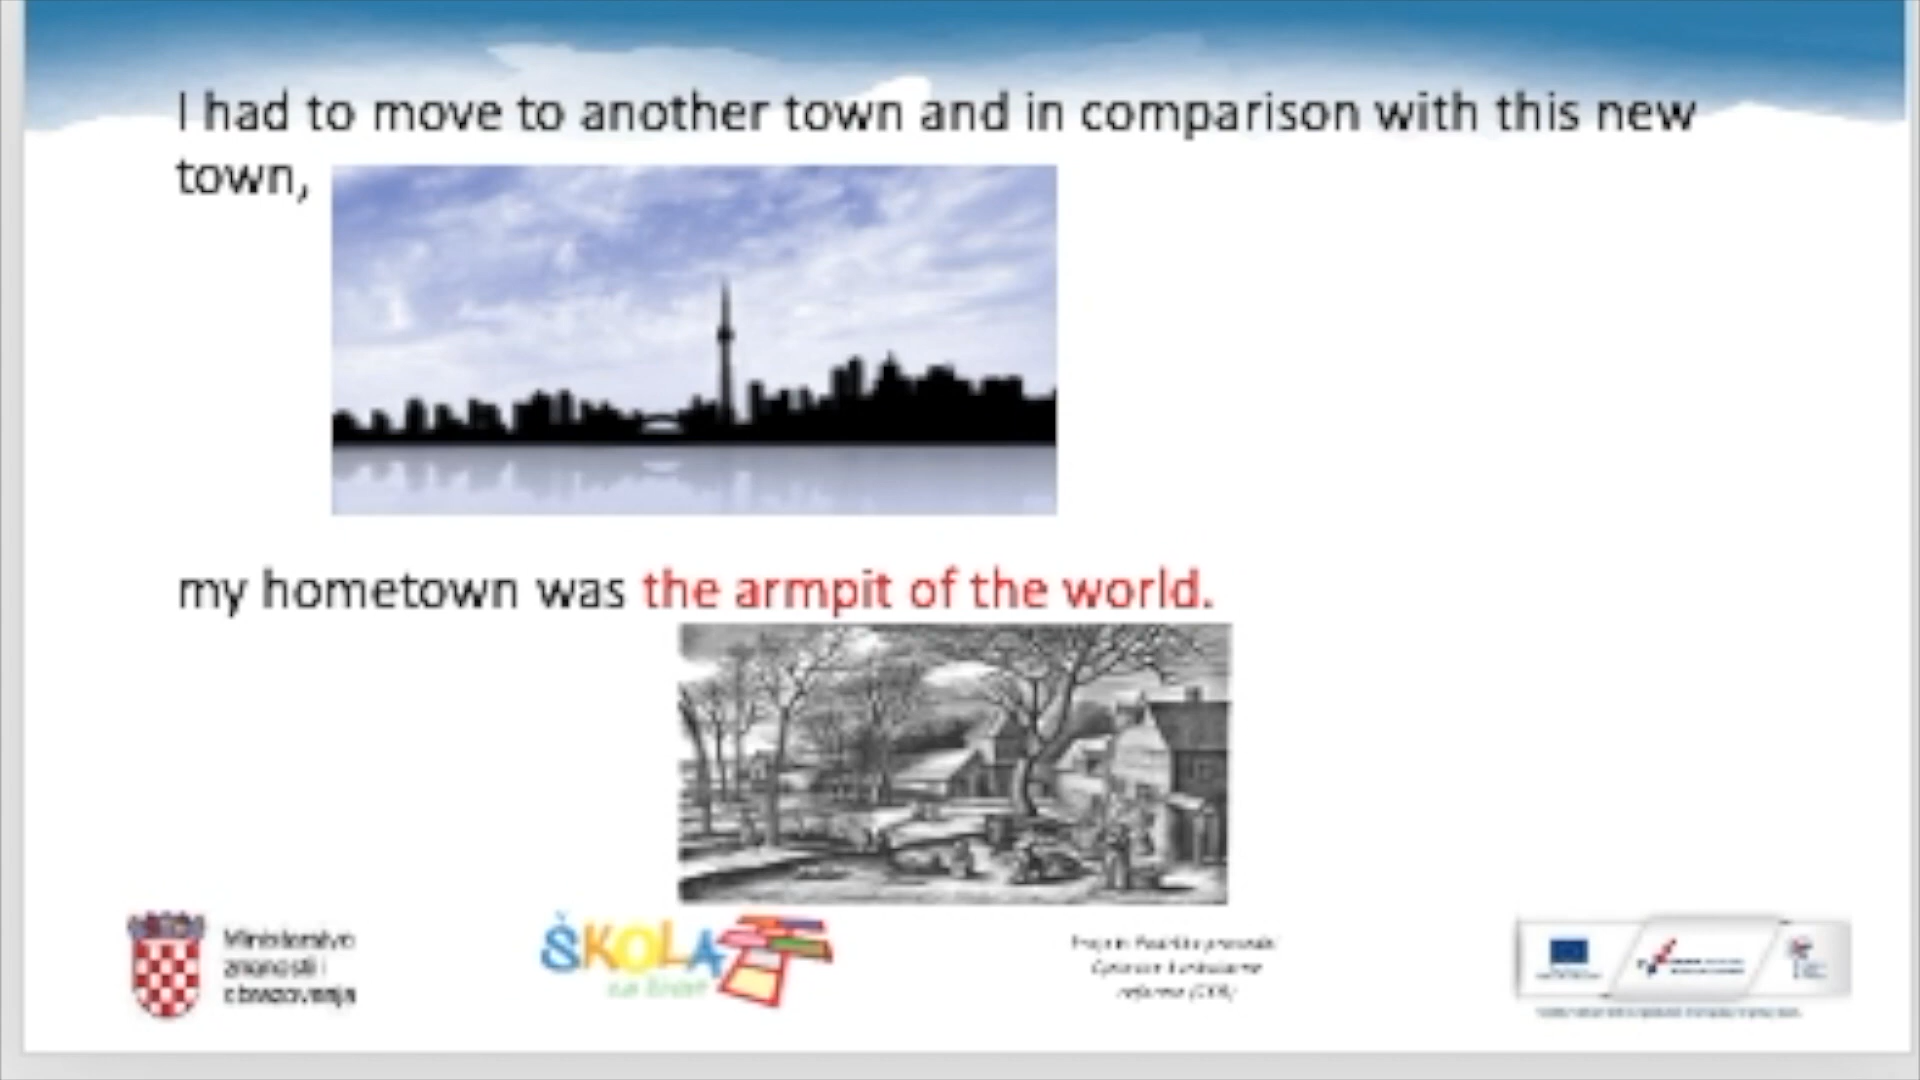 I had to move to another town and in comparison with this new
town,
my hometown was the armpit of the world.
Ministarstvo
znanosti i
obrazovanja
ŠKOLA
za život